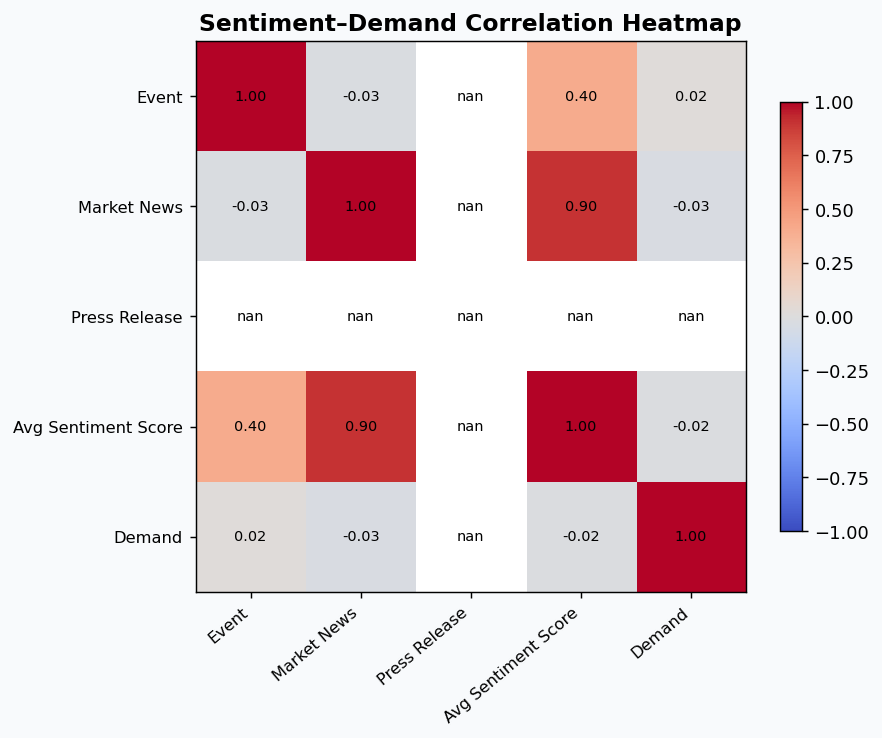 Sentiment–Demand Correlation Heatmap
Event 1.00 -0.03 nan 0.40 0.02
Market News -0.03 1.00 nan 0.90 -0.03
Press Release nan nan nan nan nan
Avg Sentiment Score 0.40 0.90 nan 1.00 -0.02
Demand 0.02 -0.03 nan -0.02 1.00
Event
Market News
Press Release
Avg Sentiment Score
Demand
1.00
0.75
0.50
0.25
0.00
−0.25
−0.50
−0.75
−1.00